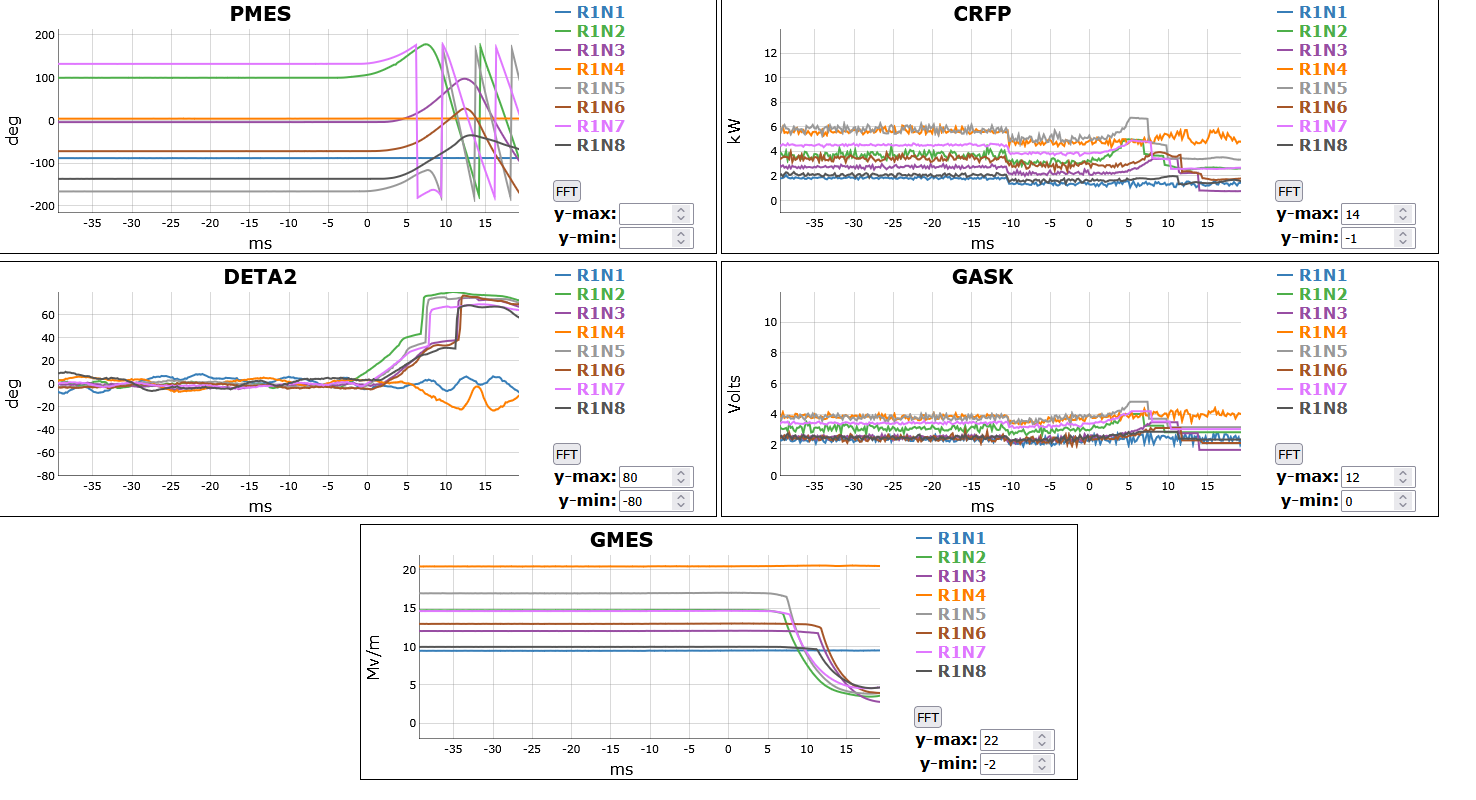 PMES
200
100
0
-100
-200
deg
-35 -30 -25 -20 -15 -10 -5 0 5 10 15
ms
R1N1
R1N2
R1N3
R1N4
R1N5
R1N6
R1N7
R1N8
FFT
y-max:
y-min:
CRFP
12
10
8
6
4
2
0
kW
-35 -30 -25 -20 -15 -10 -5 0 5 10 15
ms
R1N1
R1N2
R1N3
R1N4
R1N5
R1N6
R1N7
R1N8
FFT
y-max: 14
y-min: -1
DETA2
60
40
20
0
-20
-40
-60
-80
deg
-35 -30 -25 -20 -15 -10 -5 0 5 10 15
ms
R1N1
R1N2
R1N3
R1N4
R1N5
R1N6
R1N7
R1N8
FFT
y-max: 80
y-min: -80
GASK
10
8
6
4
2
0
Volts
-35 -30 -25 -20 -15 -10 -5 0 5 10 15
ms
R1N1
R1N2
R1N3
R1N4
R1N5
R1N6
R1N7
R1N8
FFT
y-max: 12
y-min: 0
GMES
20
15
10
5
0
Mv/m
-35 -30 -25 -20 -15 -10 -5 0 5 10 15
ms
R1N1
R1N2
R1N3
R1N4
R1N5
R1N6
R1N7
R1N8
FFT
y-max: 22
y-min: -2